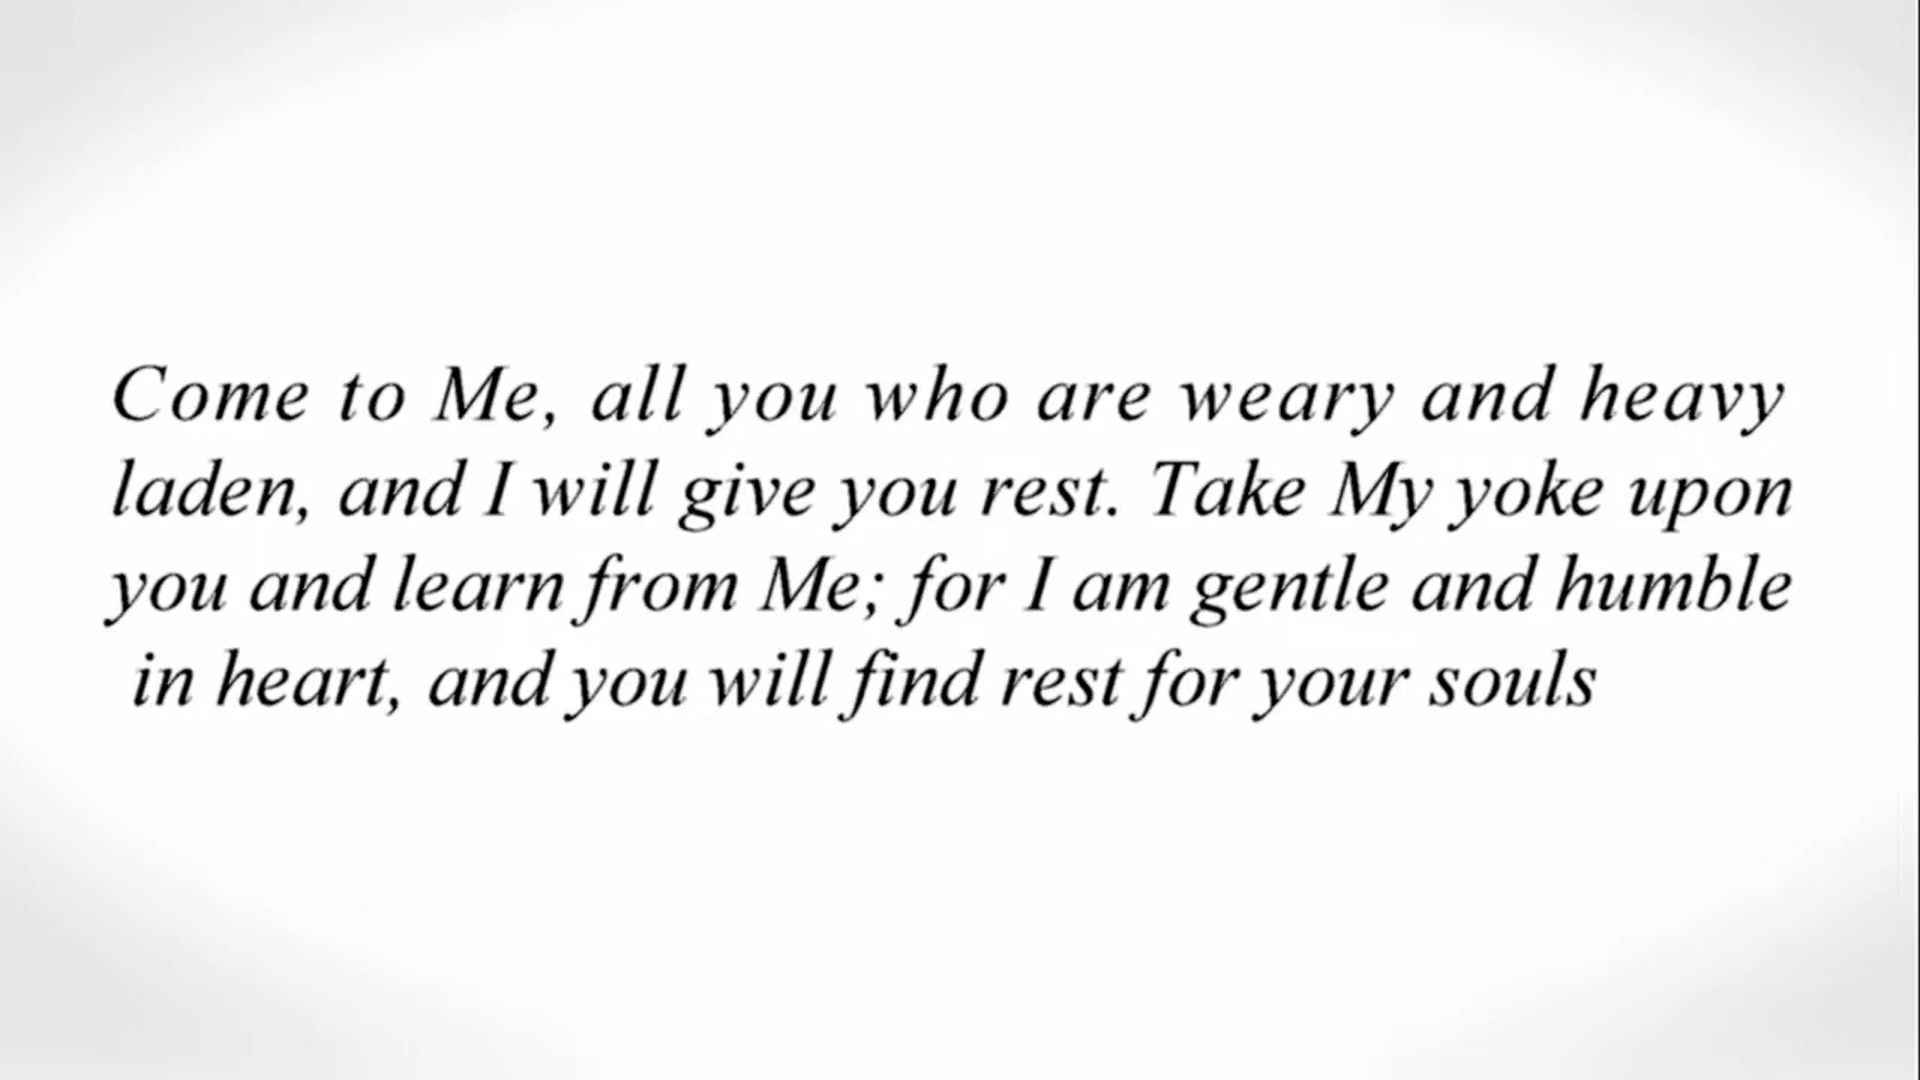 Come to Me, all you who are weary and heavy
laden, and I will give you rest. Take My yoke upon
you and learn from Me; for I am gentle and humble
in heart, and you will find rest for your souls